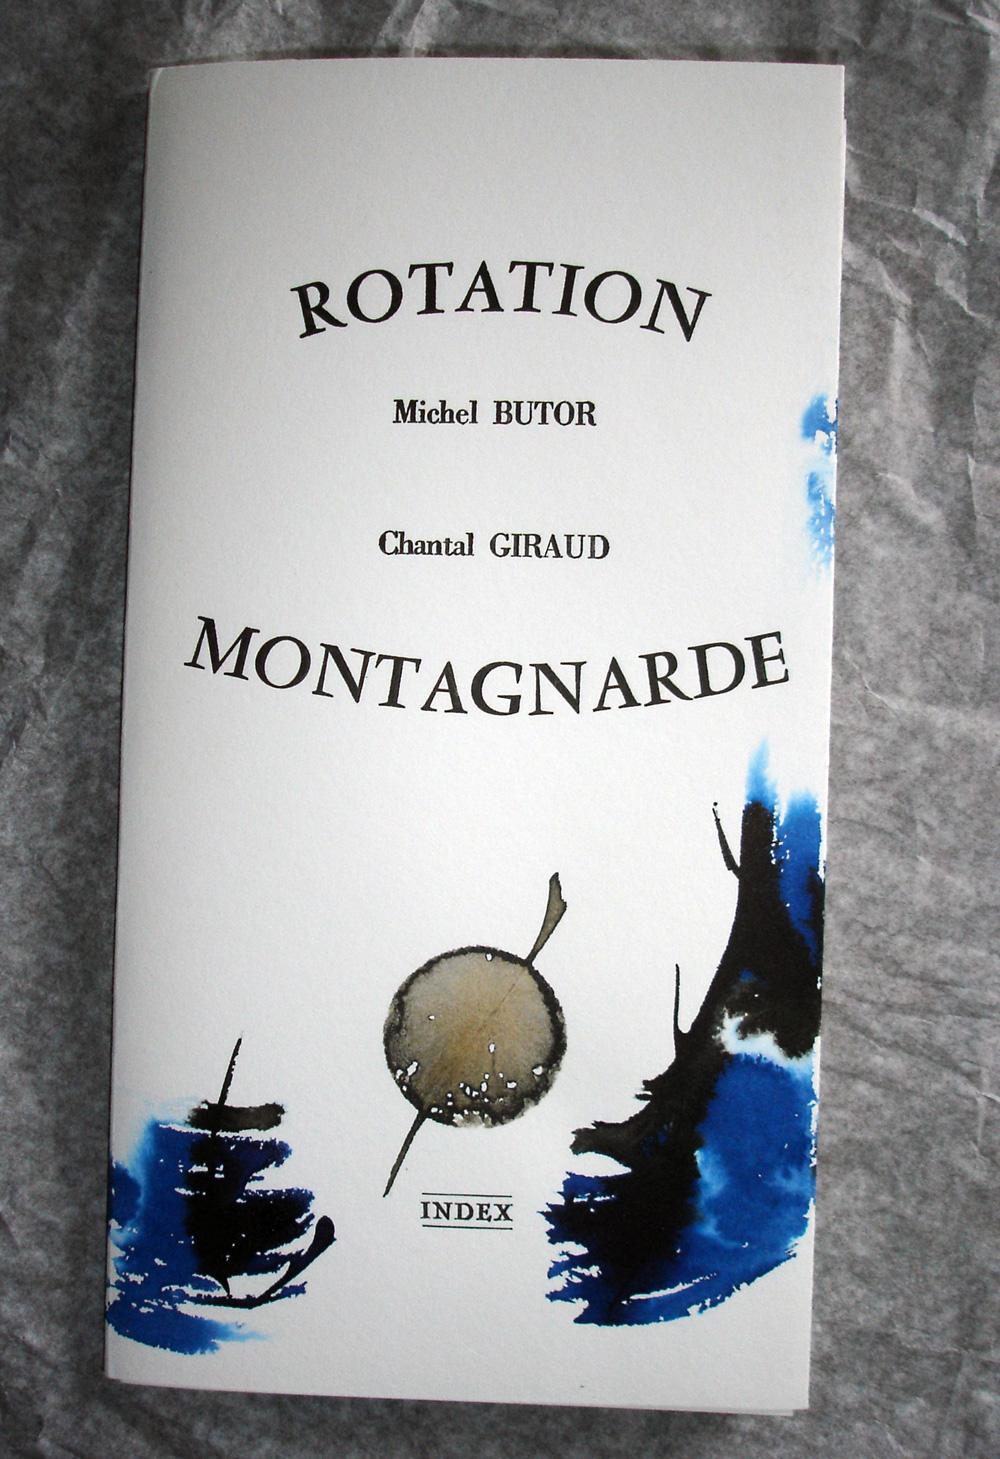 ROTATION
Michel BUTOR
Chantal GIRAUD
MONTAGNARDE
INDEX